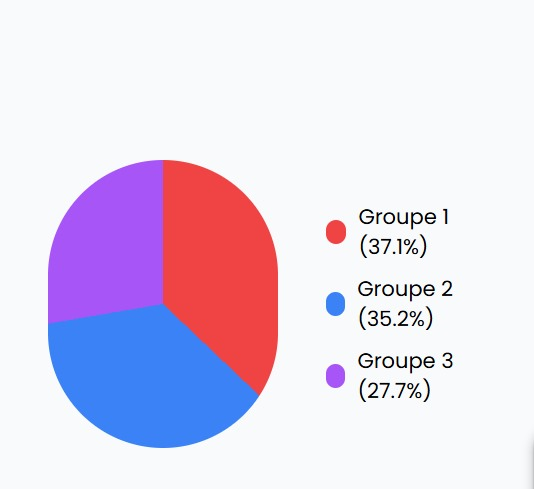 Groupe 1
(37.1%)
Groupe 2
(35.2%)
Groupe 3
(27.7%)